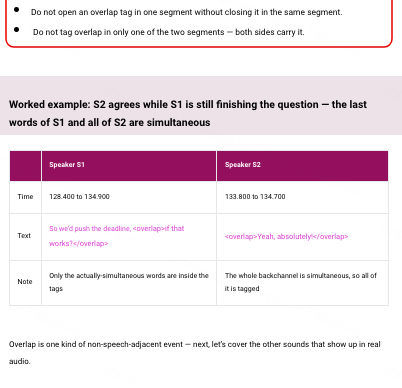 Do not open an overlap tag in one segment without closing it in the same segment.
Do not tag overlap in only one of the two segments — both sides carry it.
Worked example: S2 agrees while S1 is still finishing the question — the last
words of S1 and all of S2 are simultaneous
Speaker S1
Speaker S2
Time
128.400 to 134.900
133.800 to 134.700
Text
So we'd push the deadline, <overlap>if that
works?</overlap>
<overlap>Yeah, absolutely!</overlap>
Note
Only the actually-simultaneous words are inside the
tags
The whole backchannel is simultaneous, so all of
it is tagged
Overlap is one kind of non-speech-adjacent event — next, let's cover the other sounds that show up in real
audio.